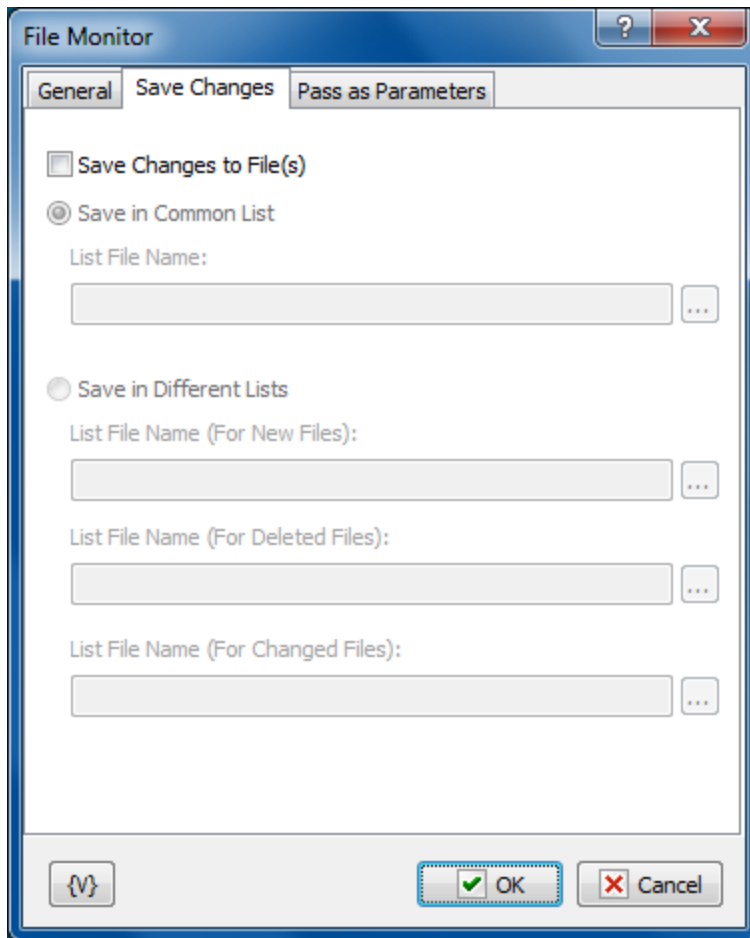 File Monitor
?
General Save Changes Pass as Parameters
Save Changes to File(s)
Save in Common List
List File Name:
...
Save in Different Lists
List File Name (For New Files):
...
List File Name (For Deleted Files):
...
List File Name (For Changed Files):
...
{V} OK Cancel